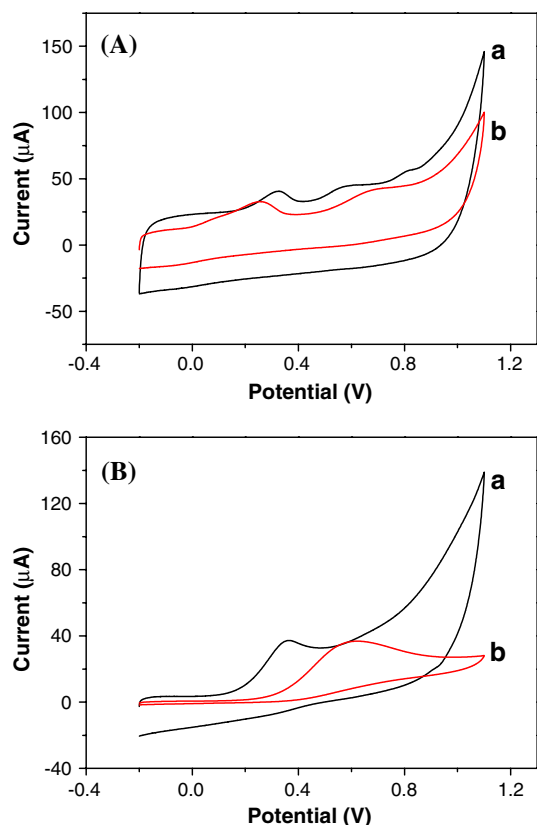 (A)
a
b
150
100
50
0
-50
Current (μA)
-0.4 0.0 0.4 0.8 1.2
Potential (V)
(B)
a
b
160
120
80
40
0
-40
Current (μA)
-0.4 0.0 0.4 0.8 1.2
Potential (V)